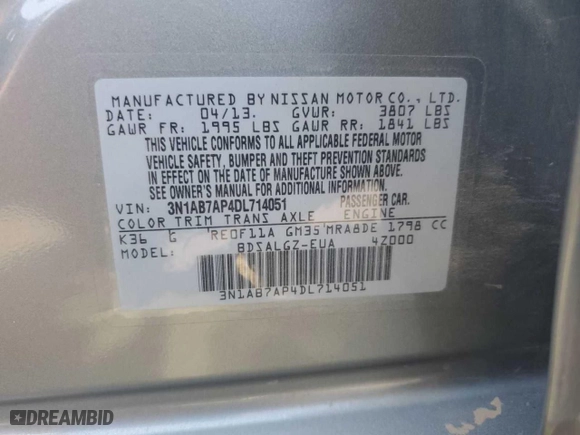 MANUFACTURED BY NISSAN MOTOR CO., LTD.
DATE: 04/13. GVUR: 3807 LBS
GAWR FR: 1995 LBS GAWR RR: 1841 LBS
THIS VEHICLE CONFORMS TO ALL APPLICABLE FEDERAL MOTOR
VEHICLE SAFETY, BUMPER AND THEFT PREVENTION STANDARDS
IN EFFECT ON THE DATE OF MANUFACTURE SHOWN ABOVE.
SEE OWNER'S MANUAL FOR ADDITIONAL INFORMATION.
VIN: 3N1AB7AP4DL714051 PASSENGER CAR.
COLOR TRIM TRANS AXLE ENGINE
K36 G RE0F11A GM35 MRA8DE 1798 CC
MODEL: BDSALGZ-EUA 4Z000
3N1AB7AP4DL714051
DREAMBID